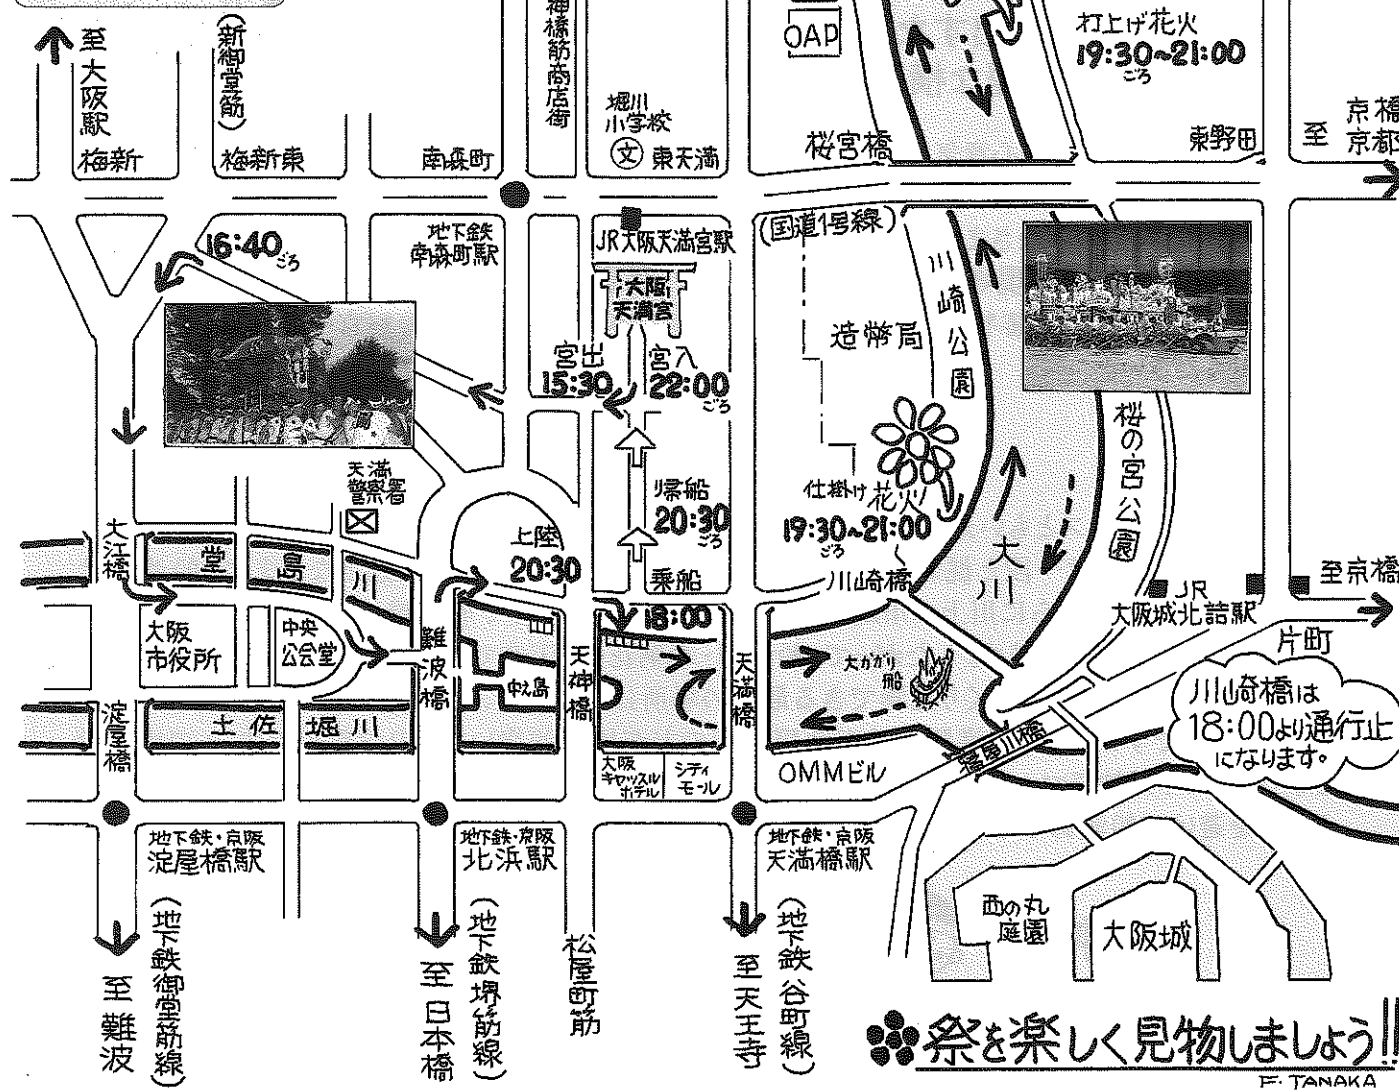 打上げ花火
19:30~21:00
ごろ
OAP
至大阪駅
(新御堂筋)
神橋筋商店街
堀川
小学校
文 東天満
梅新
梅新東
南森町
桜宮橋
東野田
至
京橋
京都
16:40
ごろ
地下鉄
南森町駅
JR大阪天満宮駅
(国道1号線)
大阪
天満宮
川崎公園
造幣局
宮出
15:30
宮入
22:00
ごろ
桜の宮公園
天満
警察署
帰船
20:30
ごろ
仕掛け花火
19:30~21:00
ごろ
上陸
20:30
乗船
18:00
大江橋
堂島川
川崎橋
大川
JR
大阪城北詰駅
至京橋
片町
大阪
市役所
中央
公会堂
難波橋
中之島
天神橋
天満橋
大かがり
船
川崎橋は
18:00より通行止
になります。
淀屋橋
土佐堀川
大阪
キャッスル
ホテル
シティ
モール
OMMビル
寝屋川橋
地下鉄・京阪
淀屋橋駅
地下鉄・京阪
北浜駅
地下鉄・京阪
天満橋駅
西の丸
庭園
大阪城
至難波
(地下鉄御堂筋線)
至日本橋
(地下鉄堺筋線)
松屋町筋
至天王寺
(地下鉄谷町線)
祭を楽しく見物しましょう!!
F. TANAKA